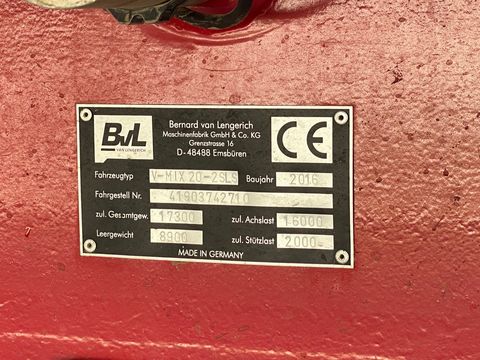 BvL
VAN LENGERICH
Bernard van Lengerich
Maschinenfabrik GmbH & Co. KG
Grenzstrasse 16
D-48488 Emsbüren
CE
Fahrzeugtyp V-MIX 20-2SLS Baujahr 2016
Fahrgestell Nr. 41903742710
zul. Gesamtgew. 17300 zul. Achslast 16000
Leergewicht 8900 zul. Stützlast 2000
MADE IN GERMANY